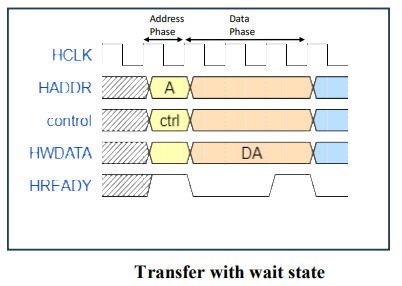 Address Phase
Data Phase
HCLK
HADDR A
control ctrl
HWDATA DA
HREADY
Transfer with wait state